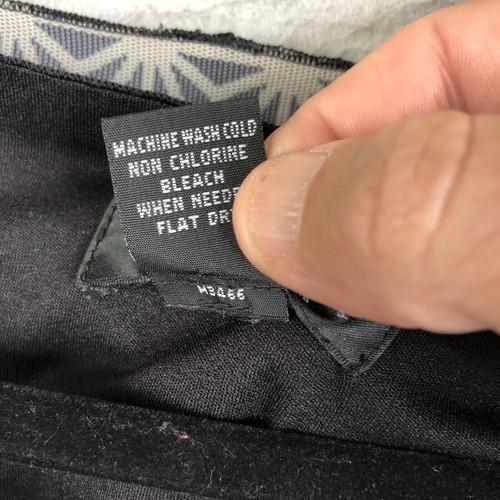 MACHINE WASH COLD
NON CHLORINE
BLEACH
WHEN NEEDE
FLAT DR
M3466